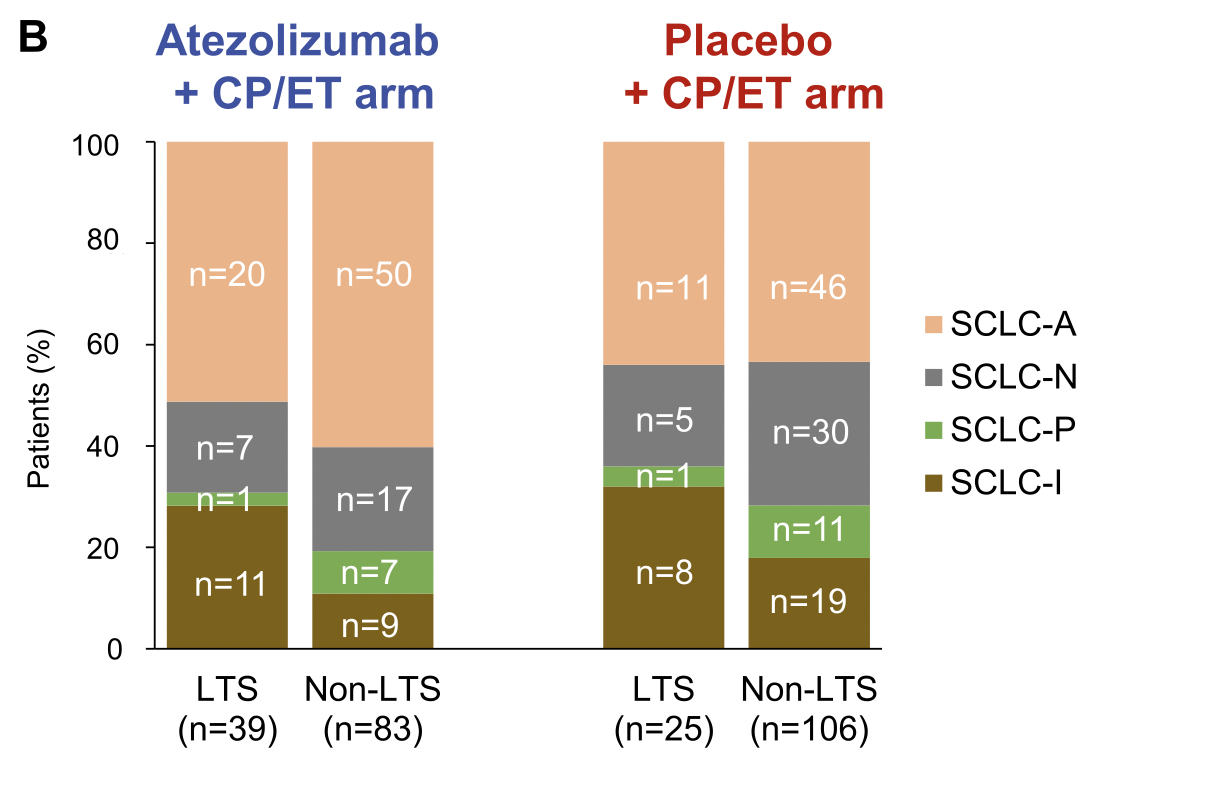 B
Atezolizumab
+ CP/ET arm
Placebo
+ CP/ET arm
Patients (%)
100
80
60
40
20
0
n=20
n=7
n=1
n=11
n=50
n=17
n=7
n=9
n=11
n=5
n=1
n=8
n=46
n=30
n=11
n=19
LTS
(n=39)
Non-LTS
(n=83)
LTS
(n=25)
Non-LTS
(n=106)
SCLC-A
SCLC-N
SCLC-P
SCLC-I